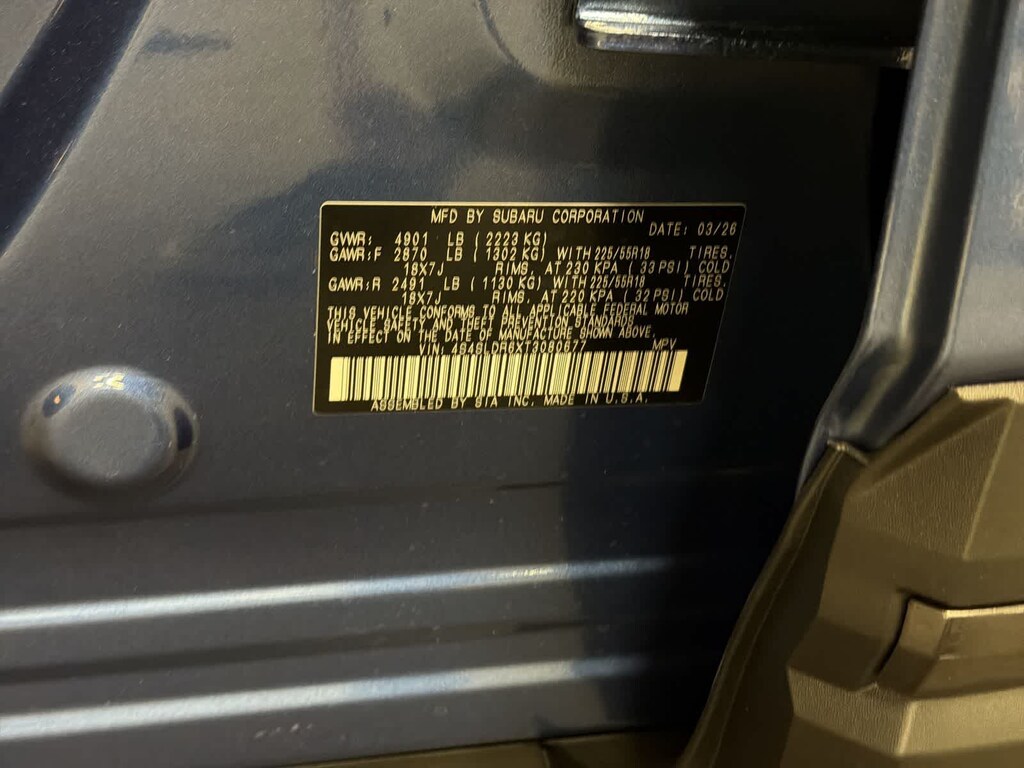 MFD BY SUBARU CORPORATION
DATE: 03/26
GVWR: 4901 LB (2223 KG)
GAWR:F 2870 LB (1302 KG) WITH 225/55R18 TIRES.
18X7J RIMS, AT 230 KPA (33 PSI) COLD
GAWR:R 2491 LB (1130 KG) WITH 225/55R18 TIRES.
18X7J RIMS, AT 220 KPA (32 PSI) COLD
THIS VEHICLE CONFORMS TO ALL APPLICABLE FEDERAL MOTOR
VEHICLE SAFETY AND THEFT PREVENTION STANDARDS
IN EFFECT ON THE DATE OF MANUFACTURE SHOWN ABOVE.
VIN: MPV
ASSEMBLED BY SIA INC. MADE IN U.S.A.